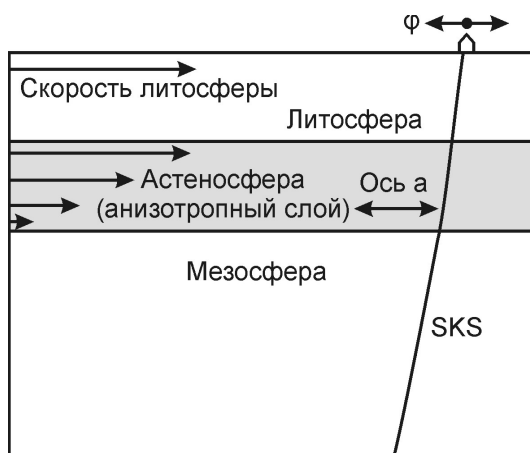 φ
Скорость литосферы
Литосфера
Астеносфера
Ось а
(анизотропный слой)
Мезосфера
SKS